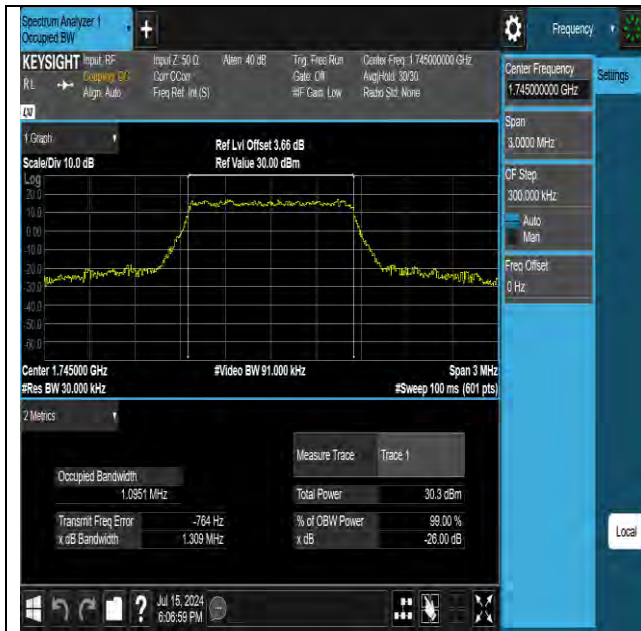 Spectrum Analyzer 1
Occupied BW
+
Frequency
KEYSIGHT Input: RF Input Z: 50 Ω Atten: 40 dB Trig: Free Run Center Freq: 1.745000000 GHz
RL Coupling: DC Corr CCorr Gate: Off Avg|Hold: 30/30
Align: Auto Freq Ref: Int (S) #IF Gain: Low Radio Std: None
Center Frequency
1.745000000 GHz
Settings
Span
3.0000 MHz
CF Step
300.000 kHz
Auto
Man
Freq Offset
0 Hz
1 Graph
Scale/Div 10.0 dB
Ref Lvl Offset 3.66 dB
Ref Value 30.00 dBm
Log
20.0
10.0
0.00
-10.0
-20.0
-30.0
-40.0
-50.0
-60.0
Center 1.745000 GHz #Video BW 91.000 kHz Span 3 MHz
#Res BW 30.000 kHz #Sweep 100 ms (601 pts)
2 Metrics
Measure Trace Trace 1
Occupied Bandwidth
1.0951 MHz
Total Power 30.3 dBm
Transmit Freq Error -764 Hz % of OBW Power 99.00 %
x dB Bandwidth 1.309 MHz x dB -26.00 dB
Local
? Jul 15, 2024
6:06:59 PM